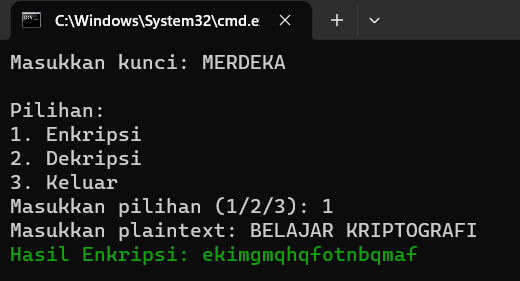 C:\Windows\System32\cmd.e
Masukkan kunci: MERDEKA
Pilihan:
1. Enkripsi
2. Dekripsi
3. Keluar
Masukkan pilihan (1/2/3): 1
Masukkan plaintext: BELAJAR KRIPTOGRAFI
Hasil Enkripsi: ekimgmqhqfotnbqmaf